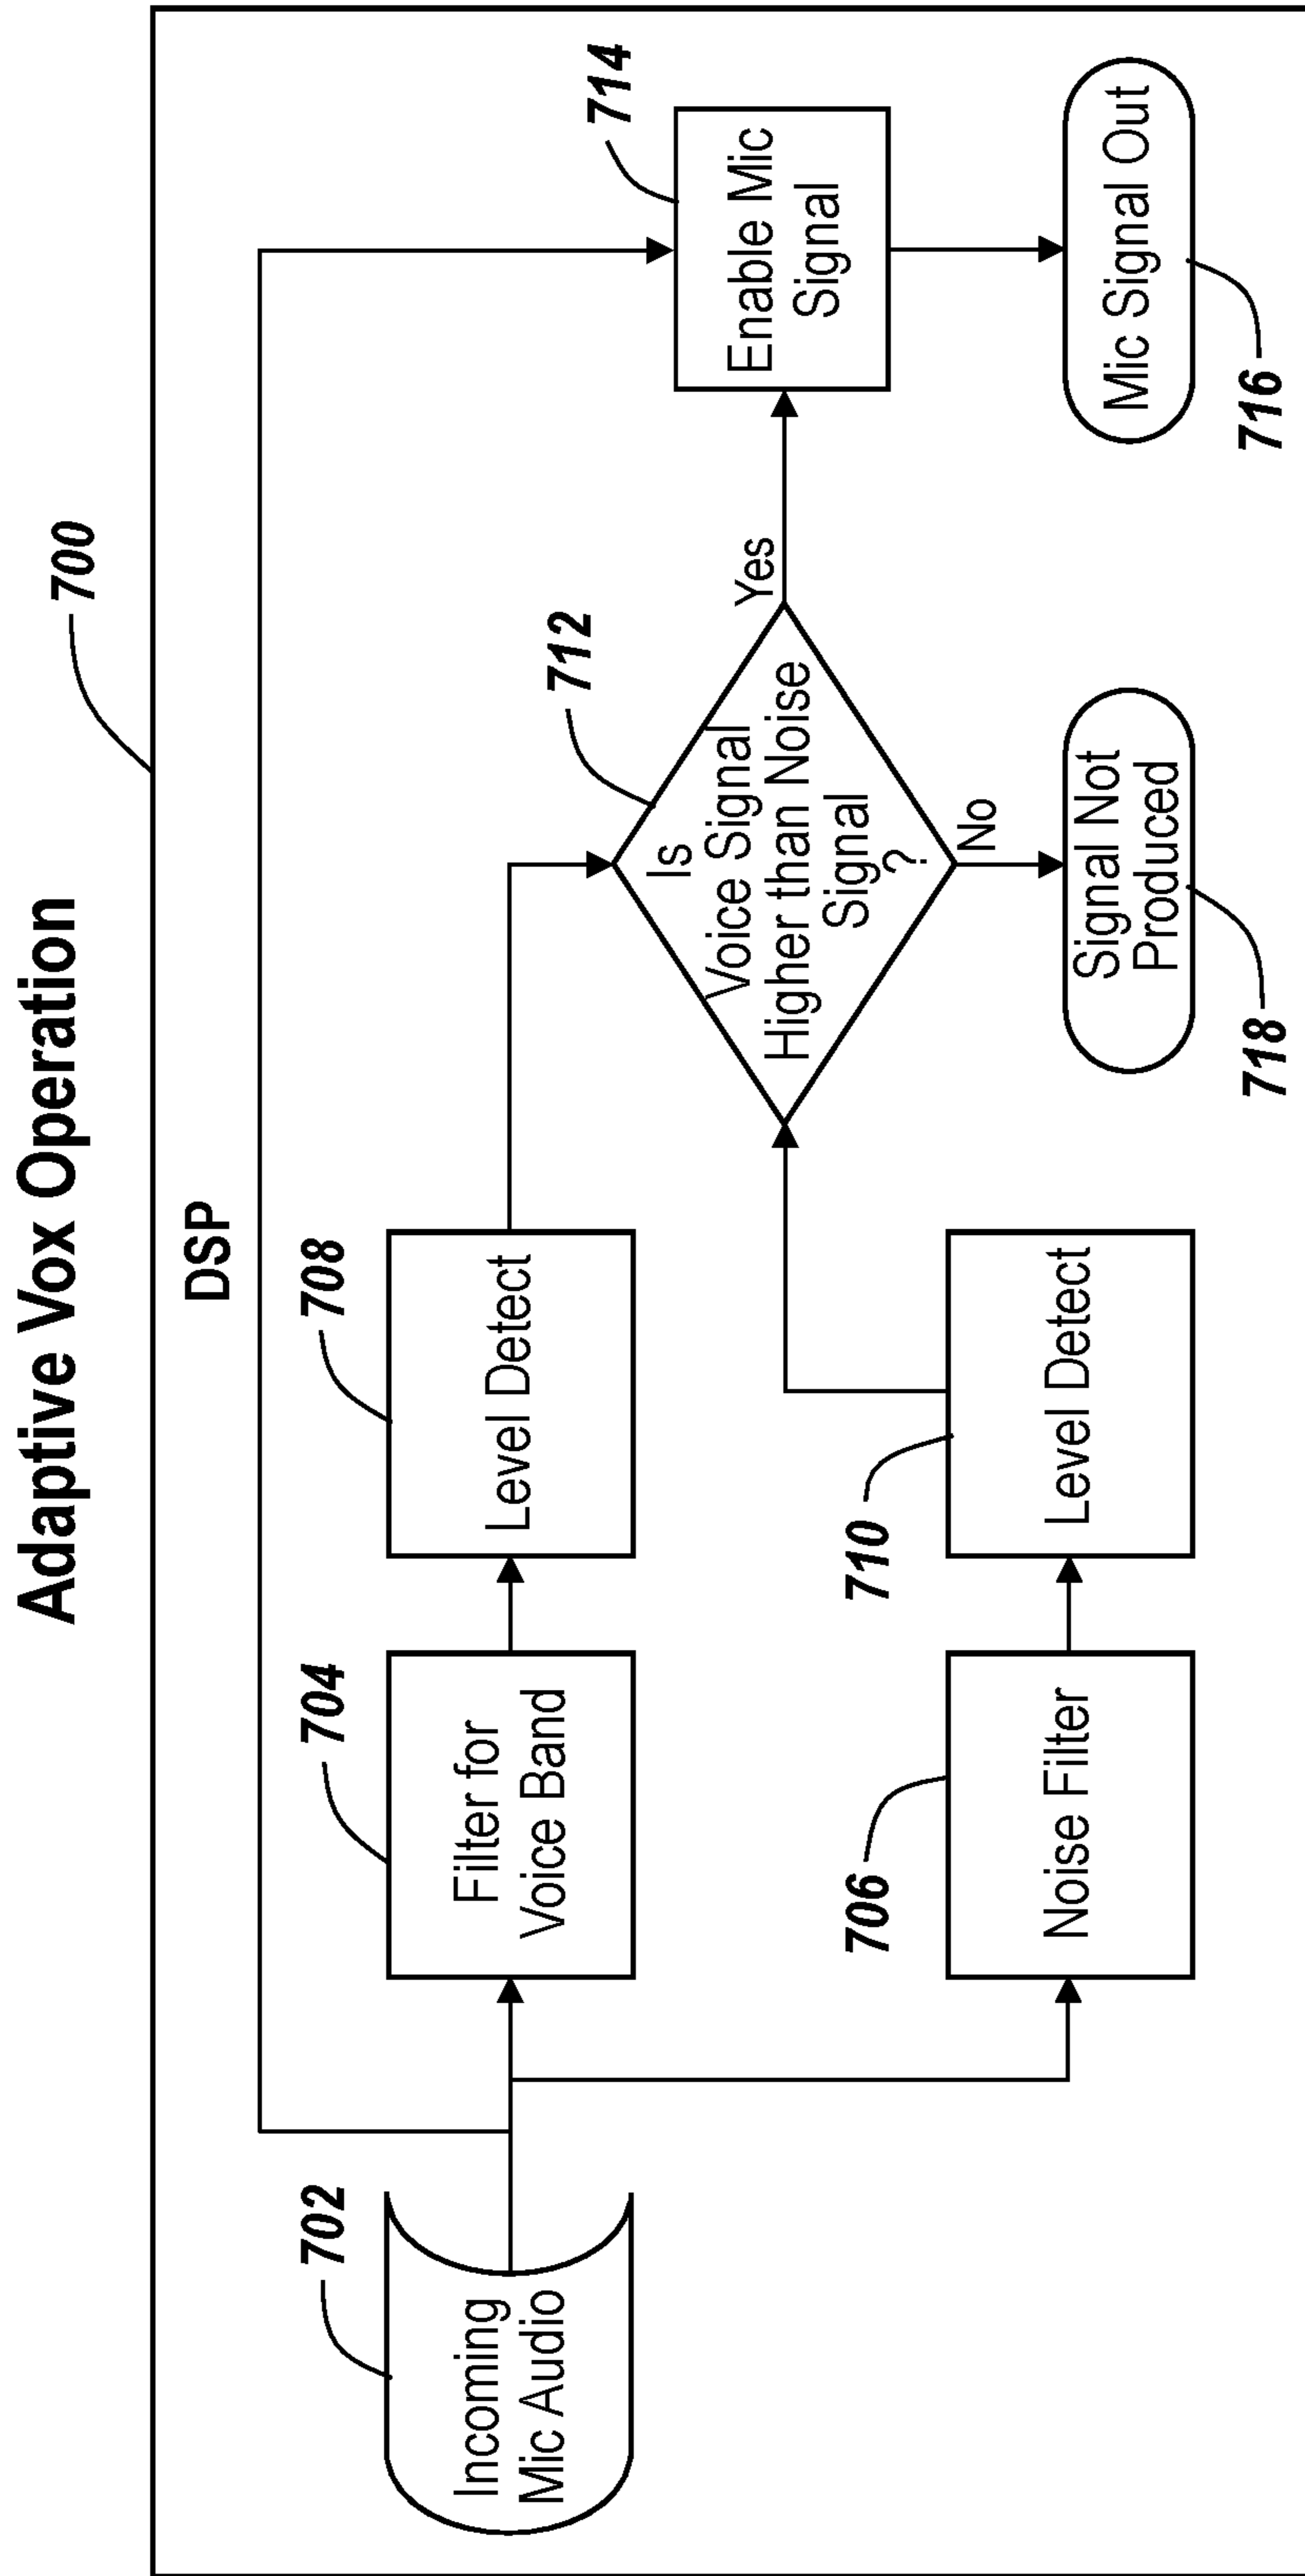 Adaptive Vox Operation
700
DSP
702
Incoming
Mic Audio
704
Filter for
Voice Band
708
Level Detect
706
Noise Filter
710
Level Detect
712
Is
Voice Signal
Higher than Noise
Signal
?
Yes
No
714
Enable Mic
Signal
Mic Signal Out
716
Signal Not
Produced
718